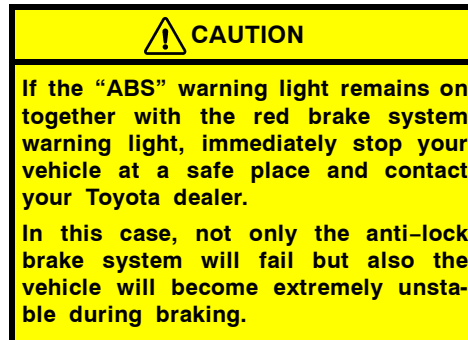 CAUTION
If the “ABS” warning light remains on
together with the red brake system
warning light, immediately stop your
vehicle at a safe place and contact
your Toyota dealer.
In this case, not only the anti−lock
brake system will fail but also the
vehicle will become extremely unsta-
ble during braking.